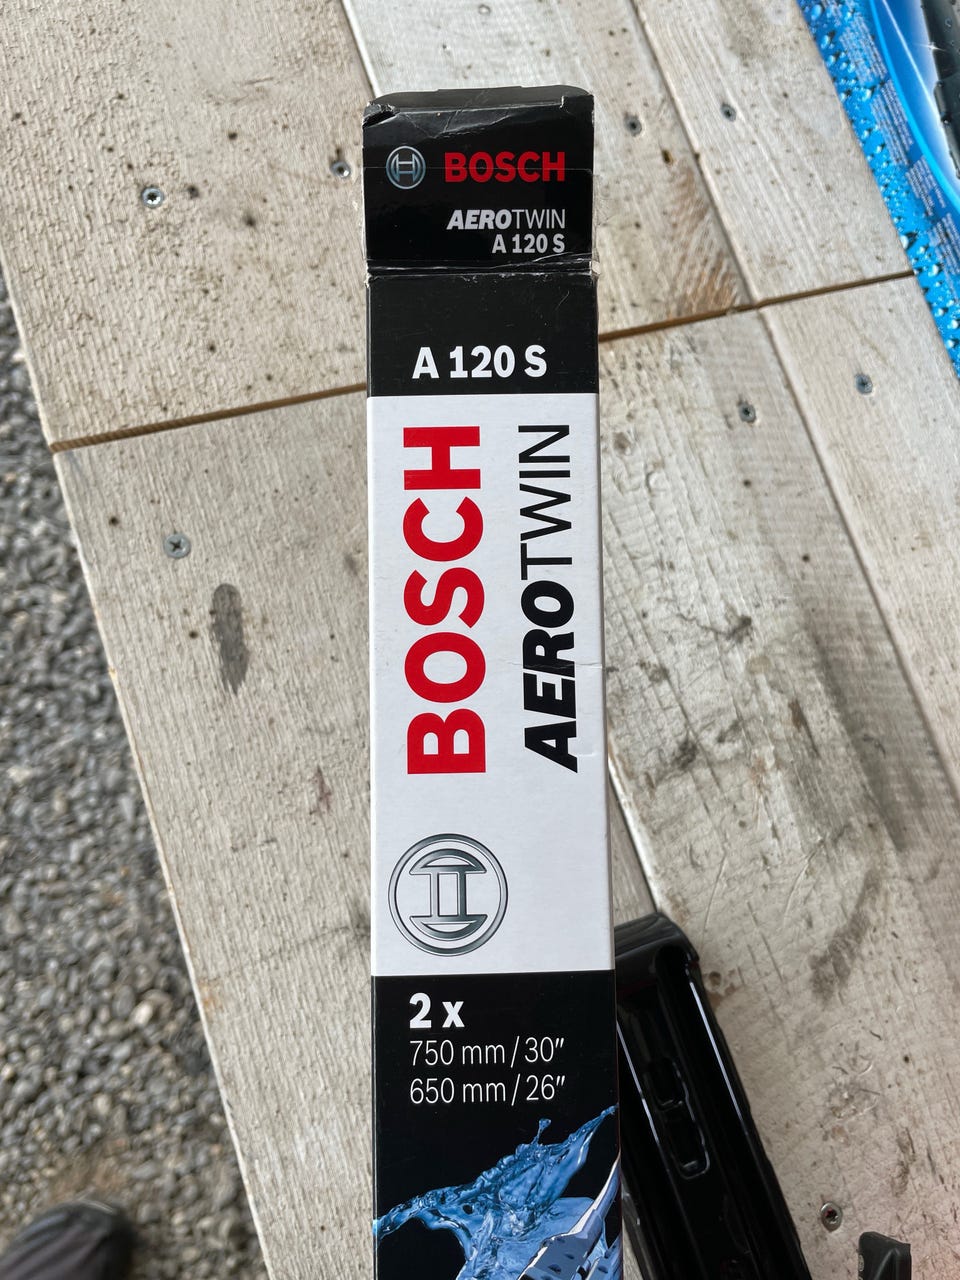 BOSCH
AEROTWIN
A 120 S
A 120 S
BOSCH
AEROTWIN
2 x
750 mm / 30"
650 mm / 26"